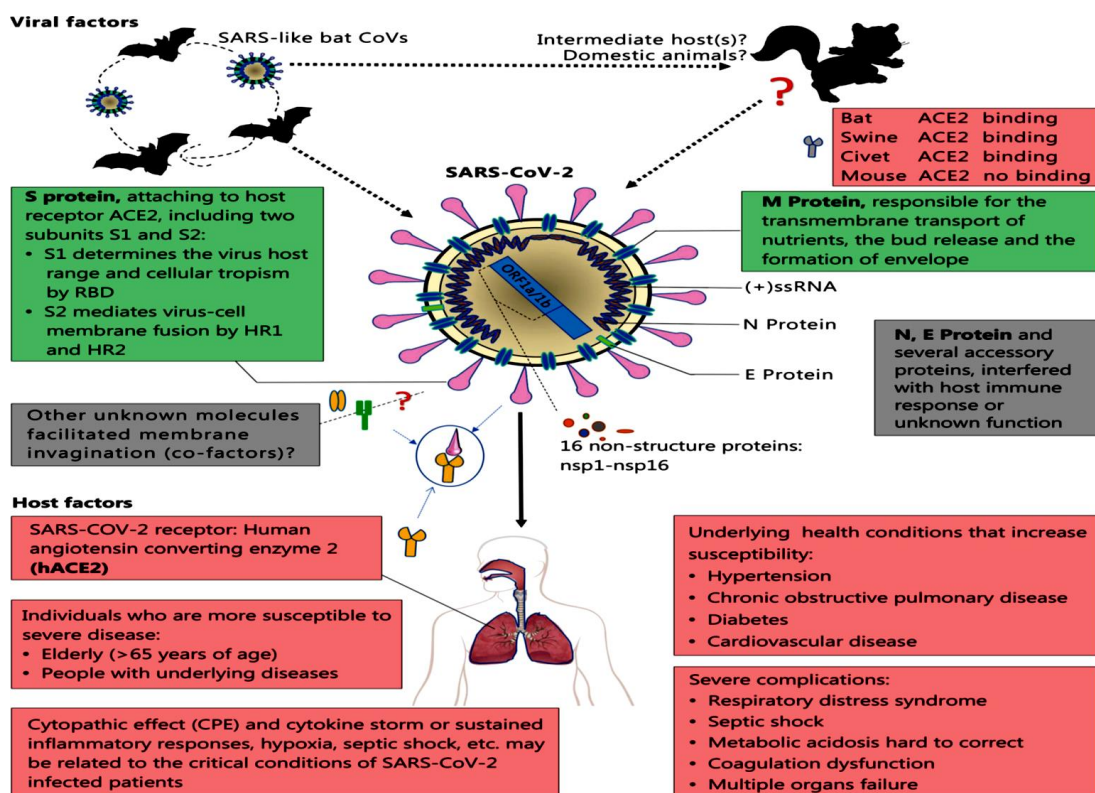 Viral factors
SARS-like bat CoVs
Intermediate host(s)?
Domestic animals?
?
Bat ACE2 binding
Swine ACE2 binding
Civet ACE2 binding
Mouse ACE2 no binding
SARS-CoV-2
S protein, attaching to host
receptor ACE2, including two
subunits S1 and S2:
• S1 determines the virus host
range and cellular tropism
by RBD
• S2 mediates virus-cell
membrane fusion by HR1
and HR2
M Protein, responsible for the
transmembrane transport of
nutrients, the bud release and the
formation of envelope
ORF1a/1b
(+)ssRNA
N Protein
E Protein
N, E Protein and
several accessory
proteins, interfered
with host immune
response or
unknown function
?
Other unknown molecules
facilitated membrane
invagination (co-factors)?
16 non-structure proteins:
nsp1-nsp16
Host factors
SARS-COV-2 receptor: Human
angiotensin converting enzyme 2
(hACE2)
Individuals who are more susceptible to
severe disease:
• Elderly (>65 years of age)
• People with underlying diseases
Cytopathic effect (CPE) and cytokine storm or sustained
inflammatory responses, hypoxia, septic shock, etc. may
be related to the critical conditions of SARS-CoV-2
infected patients
Underlying health conditions that increase
susceptibility:
• Hypertension
• Chronic obstructive pulmonary disease
• Diabetes
• Cardiovascular disease
Severe complications:
• Respiratory distress syndrome
• Septic shock
• Metabolic acidosis hard to correct
• Coagulation dysfunction
• Multiple organs failure